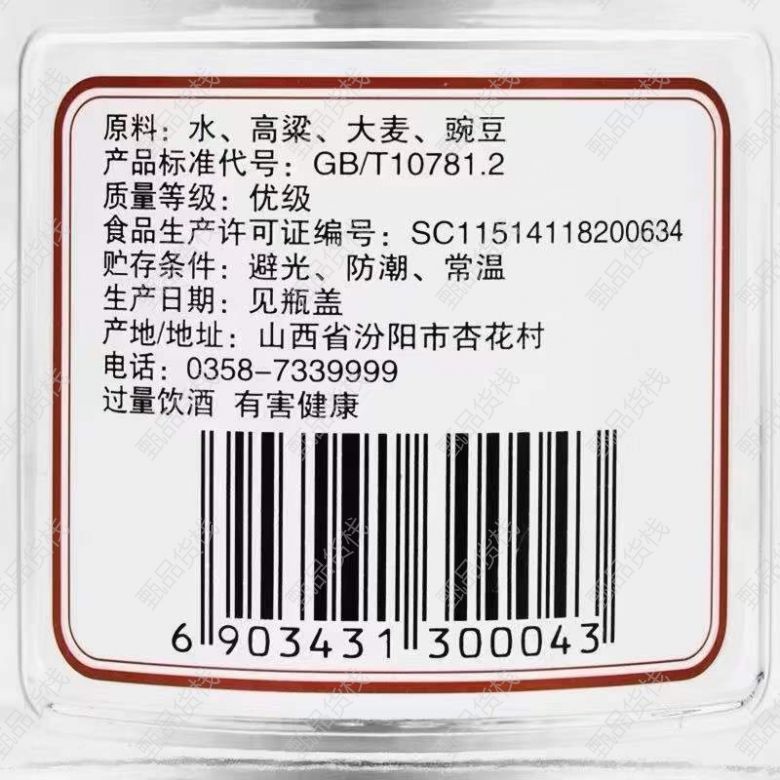 原料：水、高粱、大麦、豌豆
产品标准代号：GB/T10781.2
质量等级：优级
食品生产许可证编号：SC11514118200634
贮存条件：避光、防潮、常温
生产日期：见瓶盖
产地/地址：山西省汾阳市杏花村
电话：0358-7339999
过量饮酒 有害健康
6 903431 300043
甄品货栈